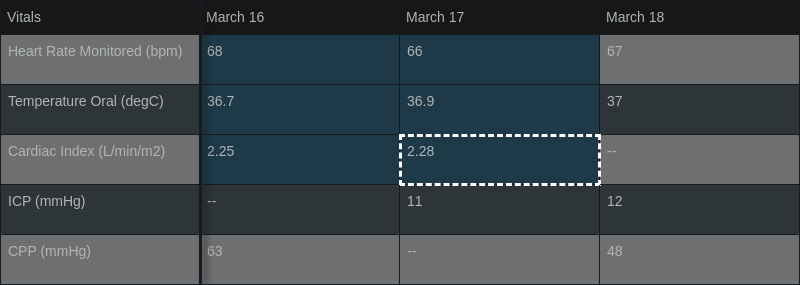 Vitals March 16 March 17 March 18
Heart Rate Monitored (bpm) 68 66 67
Temperature Oral (degC) 36.7 36.9 37
Cardiac Index (L/min/m2) 2.25 2.28 --
ICP (mmHg) -- 11 12
CPP (mmHg) 63 -- 48